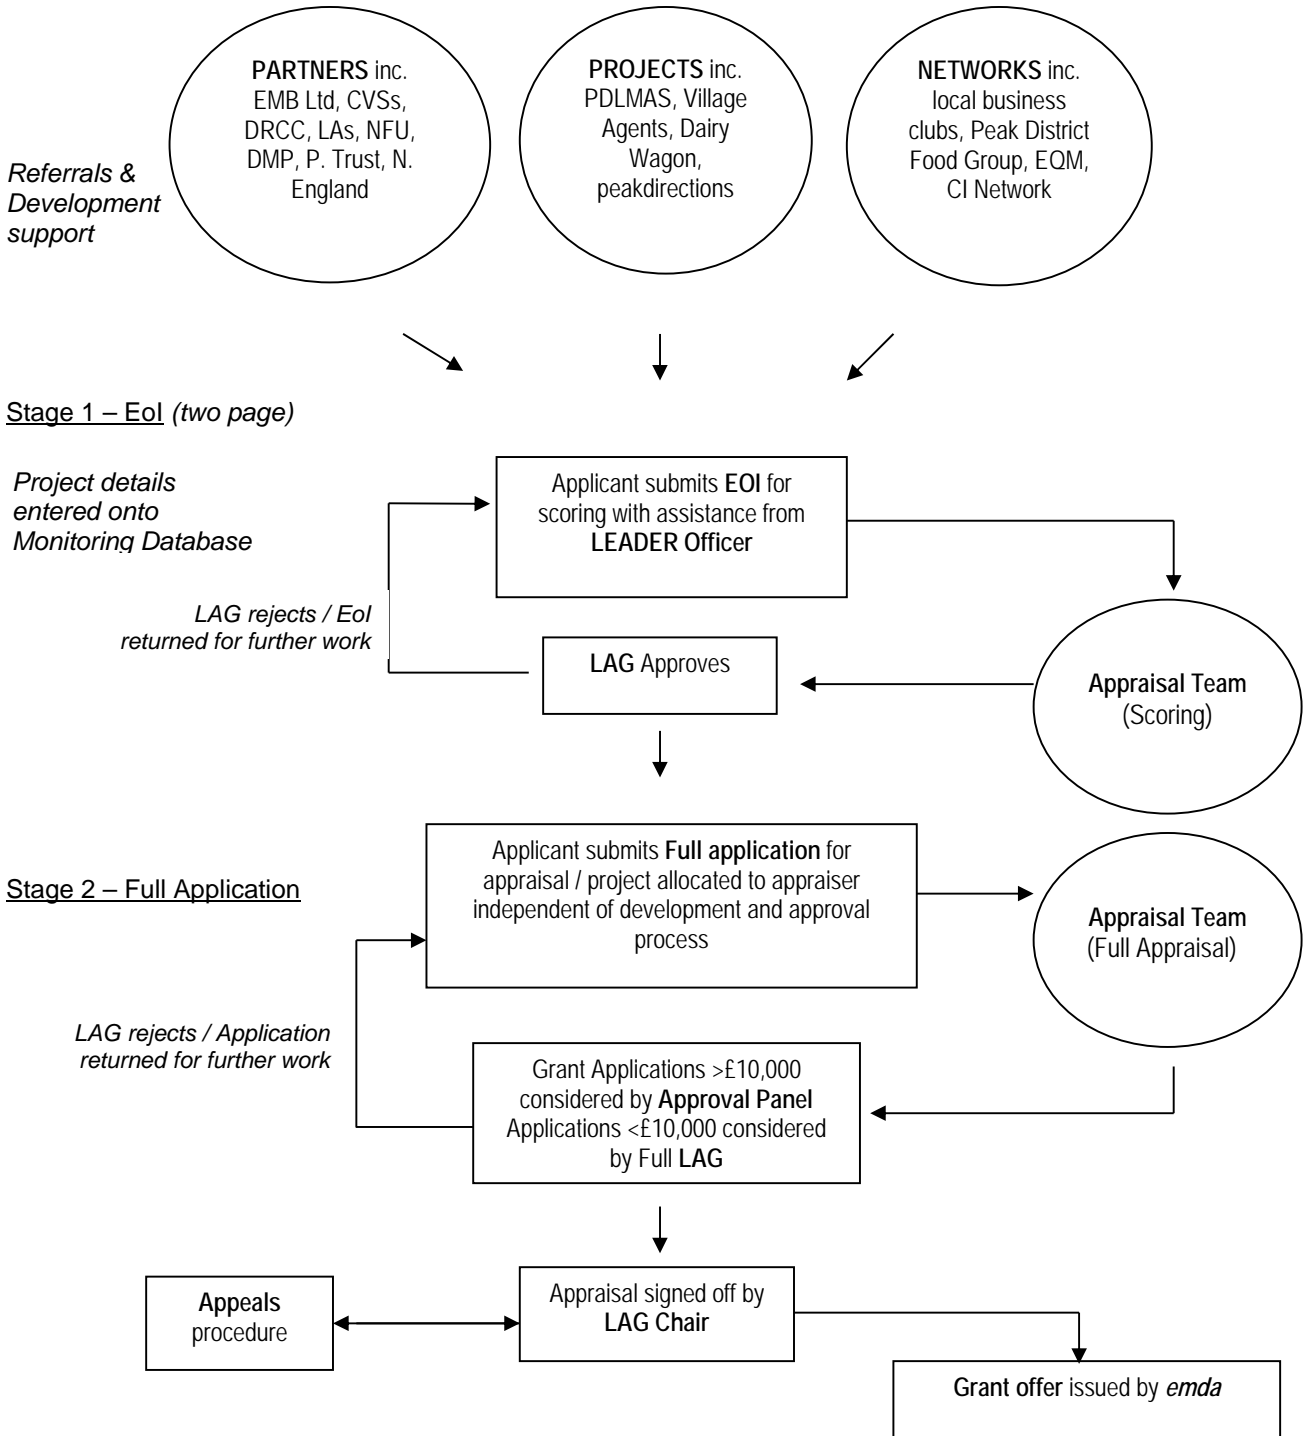 PARTNERS inc.
EMB Ltd, CVSs,
DRCC, LAs, NFU,
DMP, P. Trust, N.
England
PROJECTS inc.
PDLMAS, Village
Agents, Dairy
Wagon,
peakdirections
NETWORKS inc.
local business
clubs, Peak District
Food Group, EQM,
CI Network
Referrals &
Development
support
Stage 1 – EoI (two page)
Project details
entered onto
Monitoring Database
Applicant submits EOI for
scoring with assistance from
LEADER Officer
LAG rejects / EoI
returned for further work
LAG Approves
Appraisal Team
(Scoring)
Stage 2 – Full Application
Applicant submits Full application for
appraisal / project allocated to appraiser
independent of development and approval
process
Appraisal Team
(Full Appraisal)
LAG rejects / Application
returned for further work
Grant Applications >£10,000
considered by Approval Panel
Applications <£10,000 considered
by Full LAG
Appeals
procedure
Appraisal signed off by
LAG Chair
Grant offer issued by emda